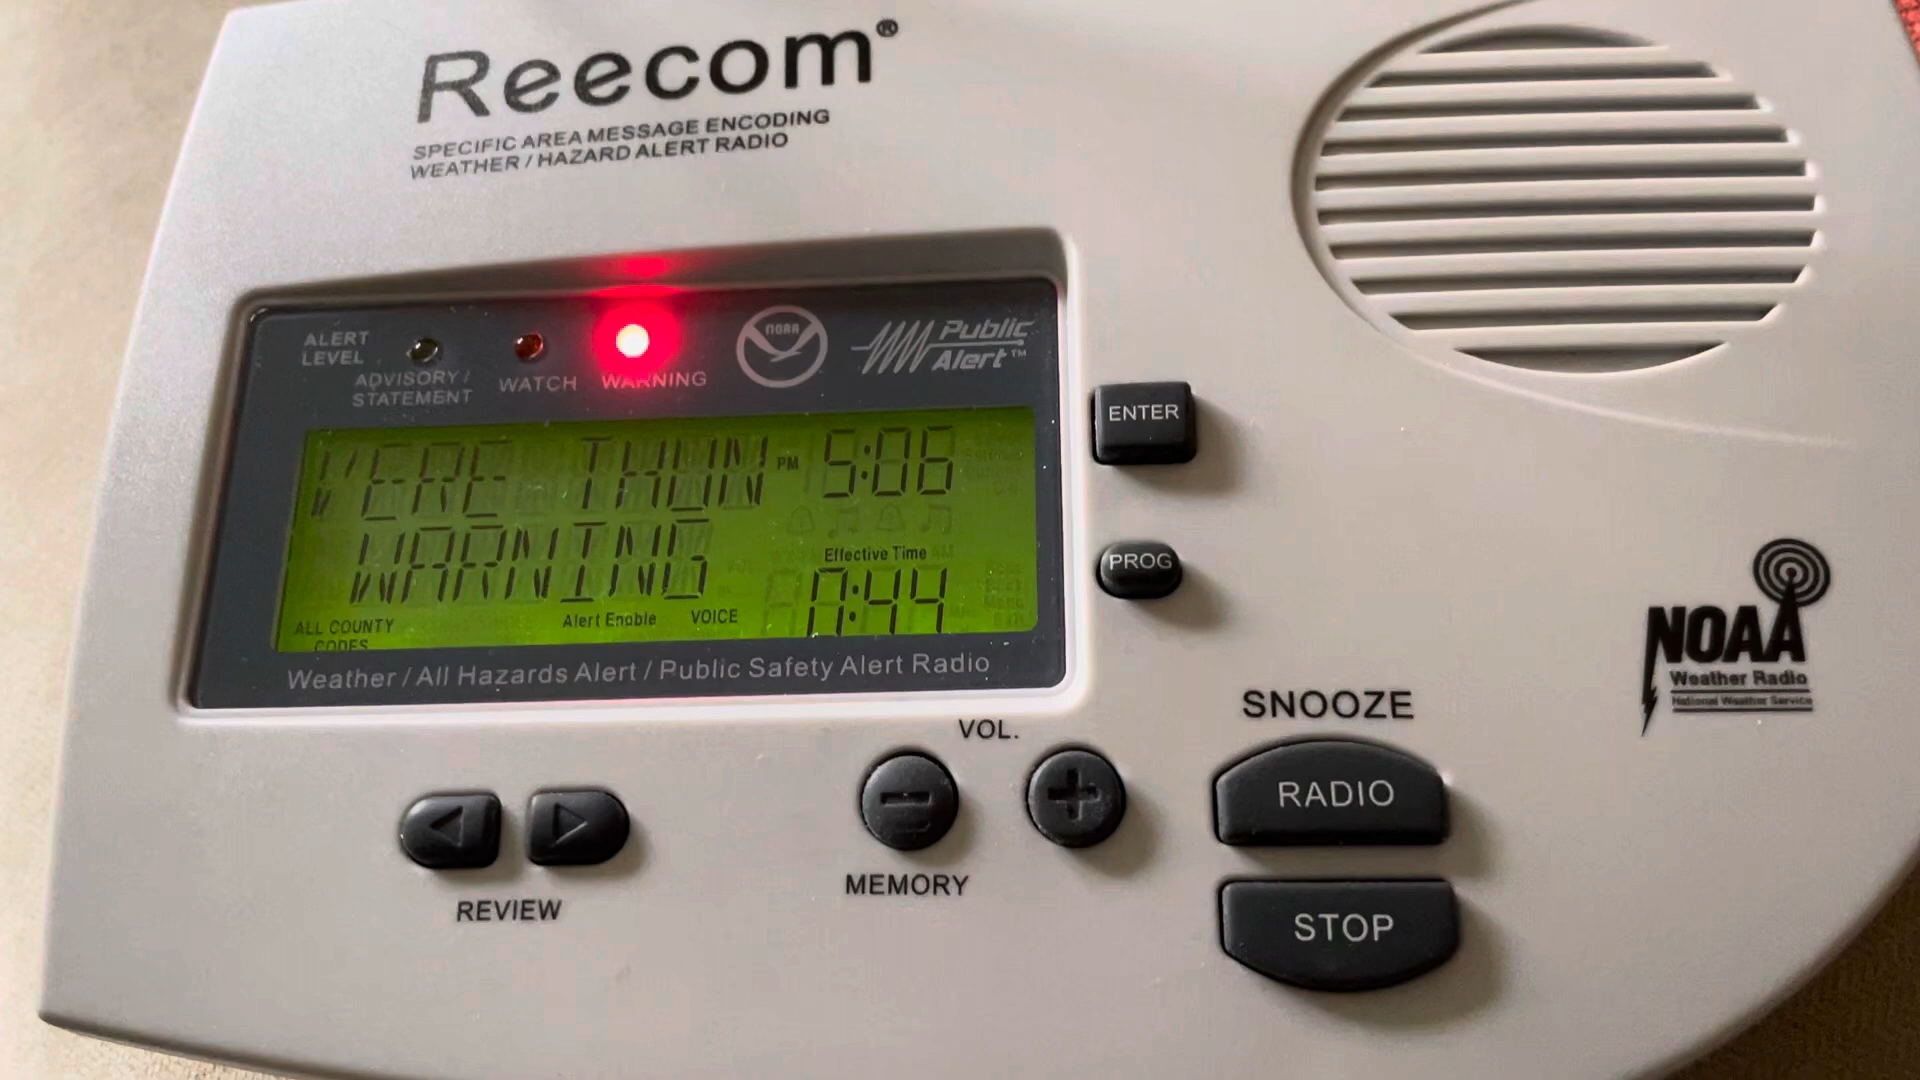 Reecom®
SPECIFIC AREA MESSAGE ENCODING
WEATHER / HAZARD ALERT RADIO
ALERT LEVEL
ADVISORY / STATEMENT
WATCH
WARNING
NOAA
Public Alert™
VERE THUN
PM 5:06
WARNING
Effective Time
0:44
ALL COUNTY CODES
Alert Enable
VOICE
Weather / All Hazards Alert / Public Safety Alert Radio
ENTER
PROG
NOAA
Weather Radio
National Weather Service
VOL.
SNOOZE
RADIO
MEMORY
REVIEW
STOP